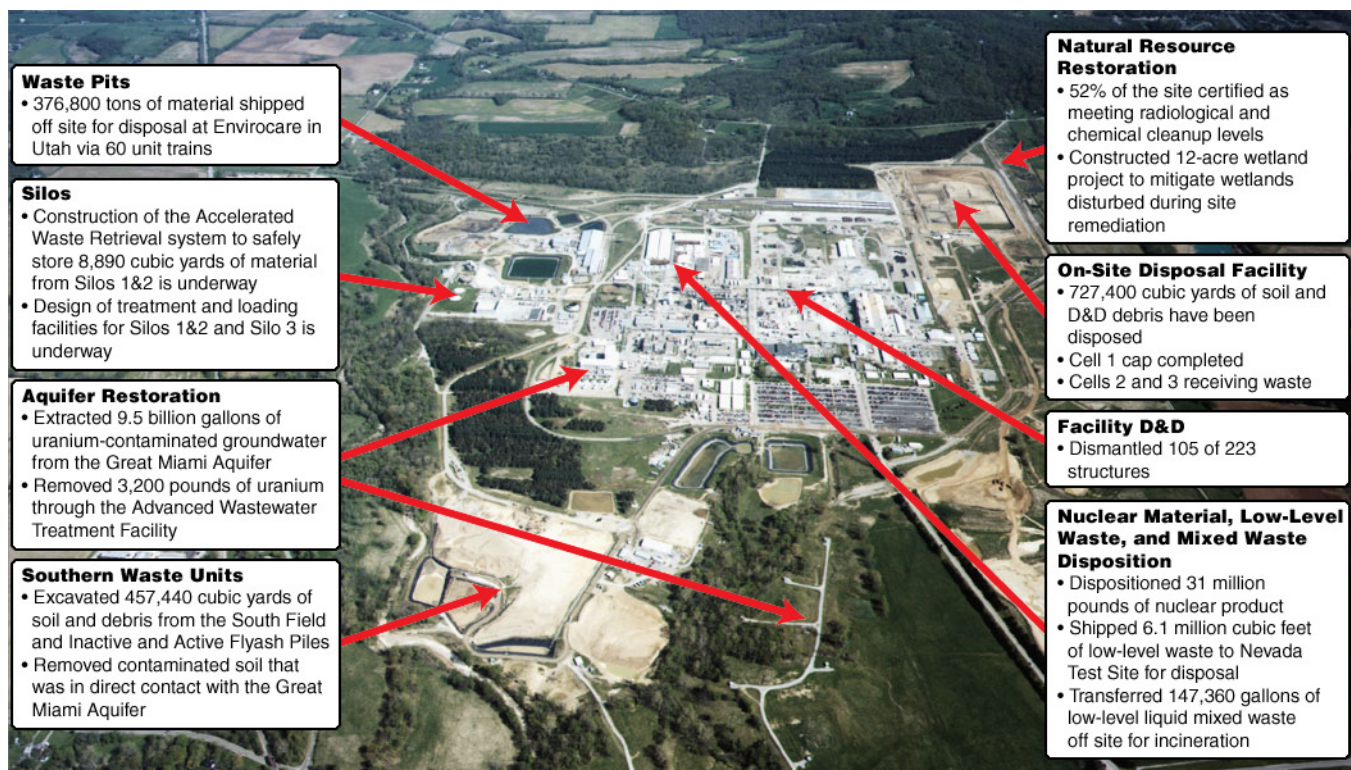 Waste Pits
• 376,800 tons of material shipped
off site for disposal at Envirocare in
Utah via 60 unit trains
Silos
• Construction of the Accelerated
Waste Retrieval system to safely
store 8,890 cubic yards of material
from Silos 1&2 is underway
• Design of treatment and loading
facilities for Silos 1&2 and Silo 3 is
underway
Aquifer Restoration
• Extracted 9.5 billion gallons of
uranium-contaminated groundwater
from the Great Miami Aquifer
• Removed 3,200 pounds of uranium
through the Advanced Wastewater
Treatment Facility
Southern Waste Units
• Excavated 457,440 cubic yards of
soil and debris from the South Field
and Inactive and Active Flyash Piles
• Removed contaminated soil that
was in direct contact with the Great
Miami Aquifer
Natural Resource
Restoration
• 52% of the site certified as
meeting radiological and
chemical cleanup levels
• Constructed 12-acre wetland
project to mitigate wetlands
disturbed during site
remediation
On-Site Disposal Facility
• 727,400 cubic yards of soil and
D&D debris have been
disposed
• Cell 1 cap completed
• Cells 2 and 3 receiving waste
Facility D&D
• Dismantled 105 of 223
structures
Nuclear Material, Low-Level
Waste, and Mixed Waste
Disposition
• Dispositioned 31 million
pounds of nuclear product
• Shipped 6.1 million cubic feet
of low-level waste to Nevada
Test Site for disposal
• Transferred 147,360 gallons of
low-level liquid mixed waste
off site for incineration